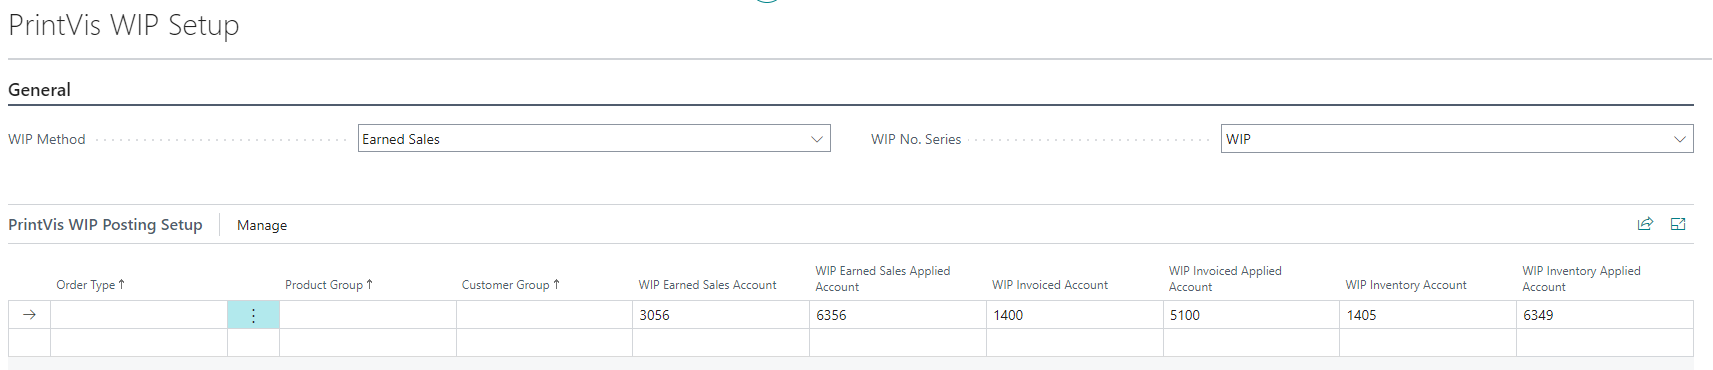 PrintVis WIP Setup
General
WIP Method Earned Sales WIP No. Series WIP
PrintVis WIP Posting Setup Manage
Order Type ↑ Product Group ↑ Customer Group ↑ WIP Earned Sales Account WIP Earned Sales Applied Account WIP Invoiced Account WIP Invoiced Applied Account WIP Inventory Account WIP Inventory Applied Account
3056 6356 1400 5100 1405 6349